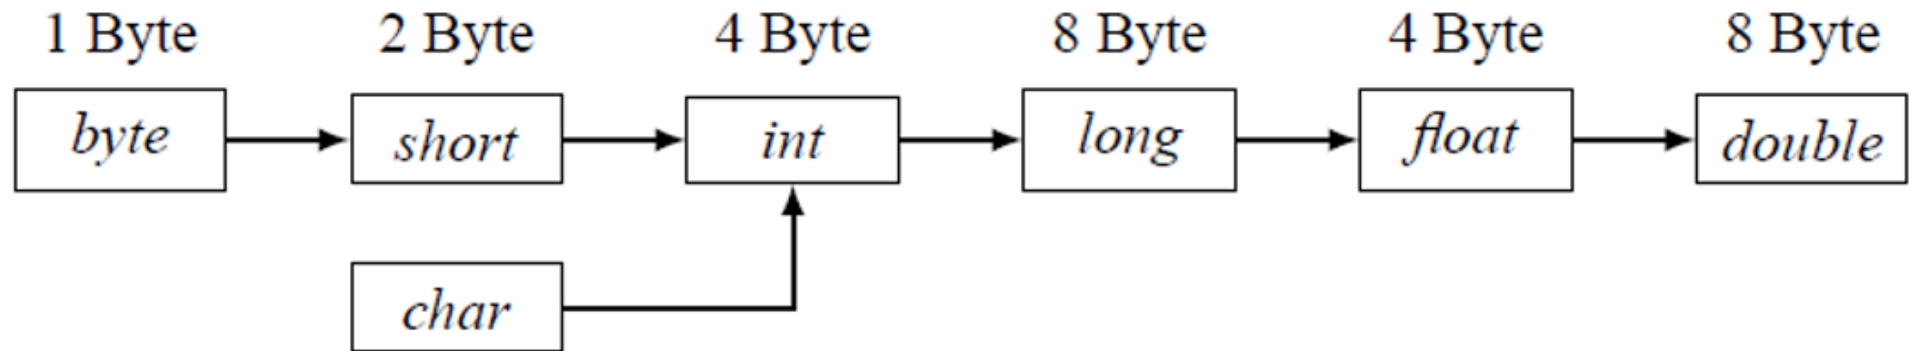 1 Byte 2 Byte 4 Byte 8 Byte 4 Byte 8 Byte
byte short int long float double
char